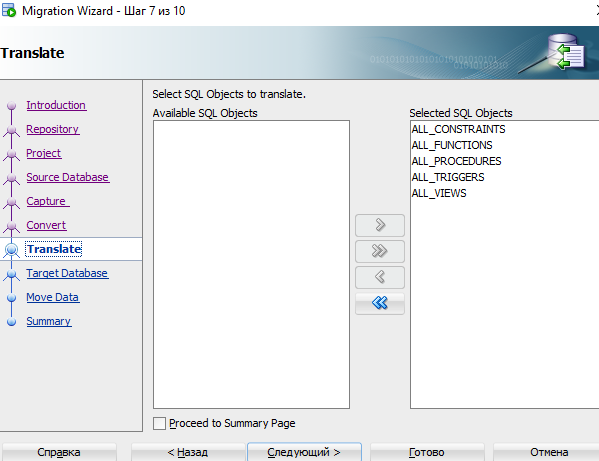 Migration Wizard - Шаг 7 из 10
Translate
Introduction
Repository
Project
Source Database
Capture
Convert
Translate
Target Database
Move Data
Summary
Select SQL Objects to translate.
Available SQL Objects
Selected SQL Objects
ALL_CONSTRAINTS
ALL_FUNCTIONS
ALL_PROCEDURES
ALL_TRIGGERS
ALL_VIEWS
Proceed to Summary Page
Справка
< Назад
Следующий >
Готово
Отмена